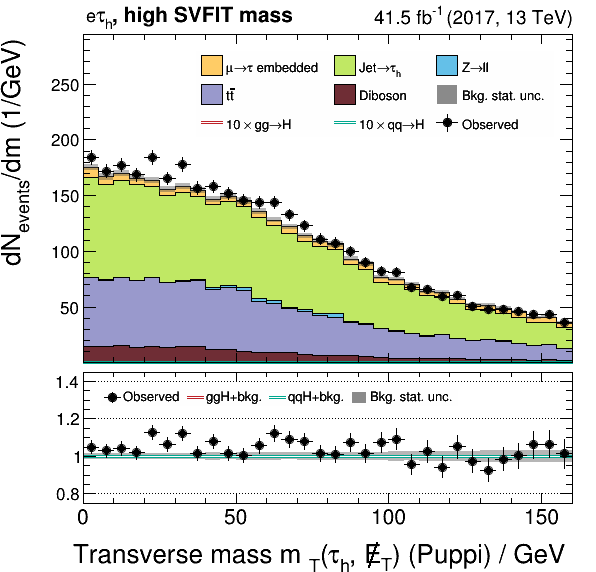 eτh, high SVFIT mass 41.5 fb-1 (2017, 13 TeV)
μ→τ embedded Jet→τh Z→ll
tt̄ Diboson Bkg. stat. unc.
10 × gg→H 10 × qq→H Observed
dNevents/dm (1/GeV)
250
200
150
100
50
Observed ggH+bkg. qqH+bkg. Bkg. stat. unc.
1.4
1.2
1.0
0.8
0 50 100 150
Transverse mass m T(τh, E̸T) (Puppi) / GeV